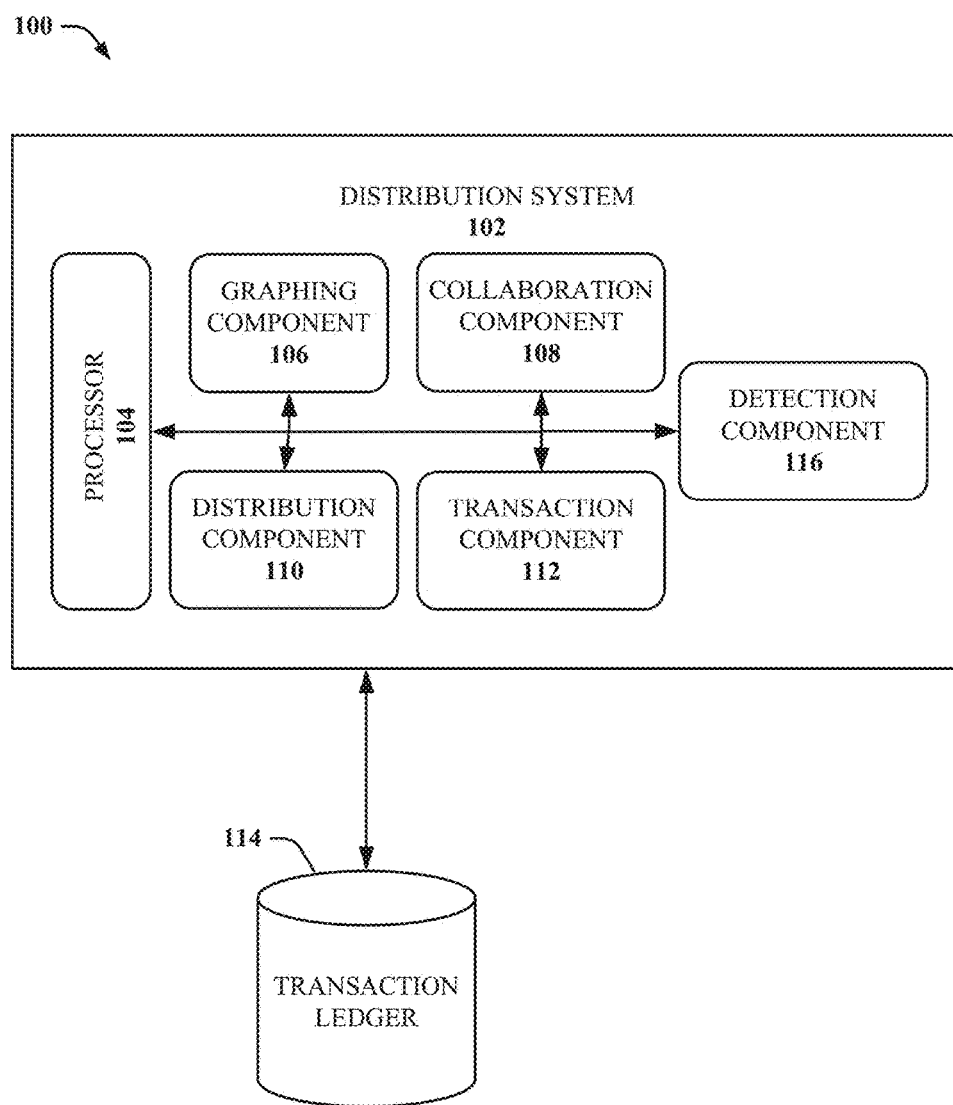 100
DISTRIBUTION SYSTEM
102
PROCESSOR
104
GRAPHING
COMPONENT
106
COLLABORATION
COMPONENT
108
DETECTION
COMPONENT
116
DISTRIBUTION
COMPONENT
110
TRANSACTION
COMPONENT
112
114
TRANSACTION
LEDGER